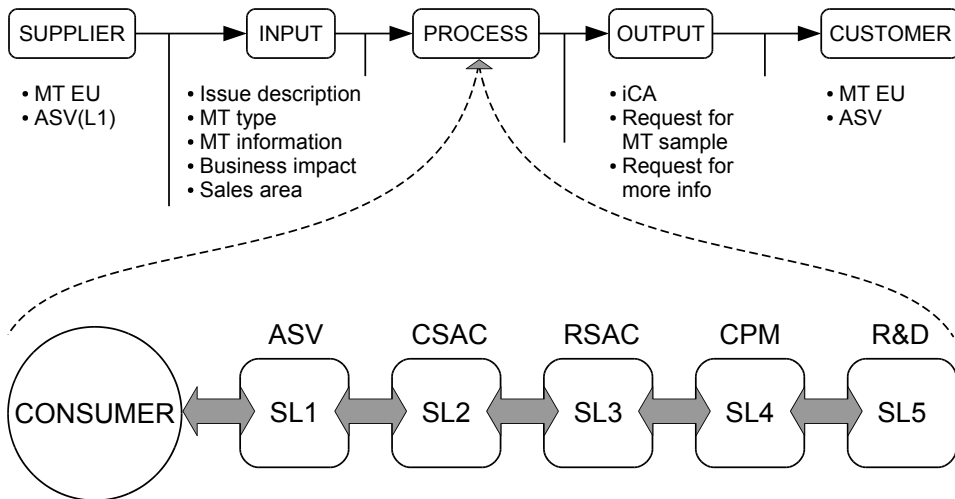 SUPPLIER
INPUT
PROCESS
OUTPUT
CUSTOMER
• MT EU
• ASV(L1)
• Issue description
• MT type
• MT information
• Business impact
• Sales area
• iCA
• Request for
MT sample
• Request for
more info
• MT EU
• ASV
ASV
CSAC
RSAC
CPM
R&D
CONSUMER
SL1
SL2
SL3
SL4
SL5